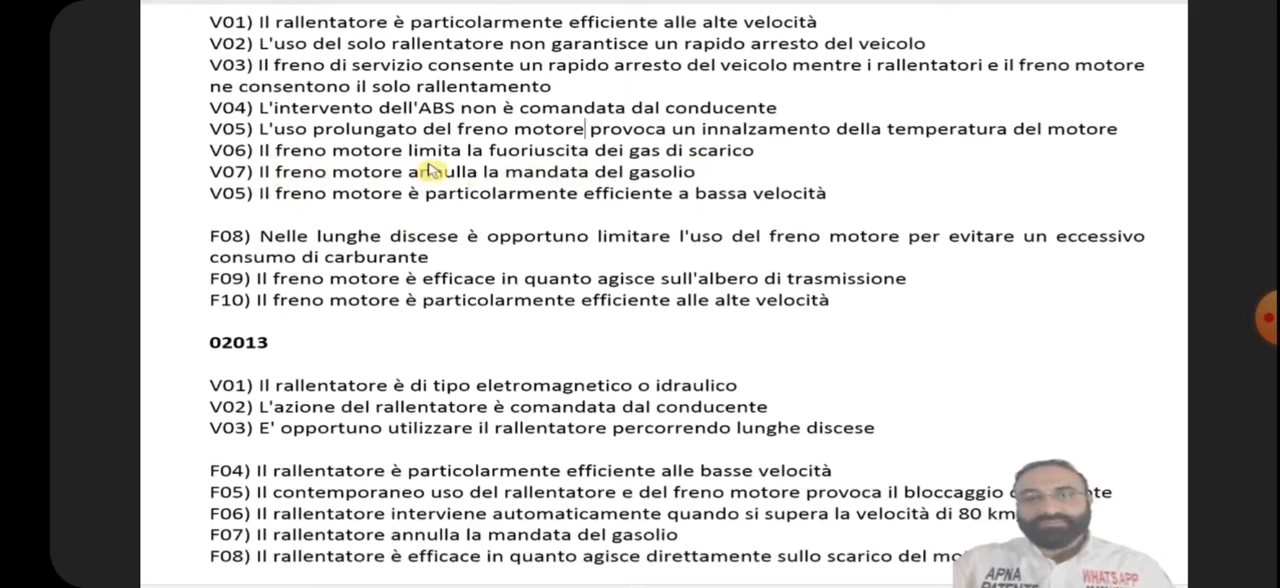 V01) Il rallentatore è particolarmente efficiente alle alte velocità
V02) L'uso del solo rallentatore non garantisce un rapido arresto del veicolo
V03) Il freno di servizio consente un rapido arresto del veicolo mentre i rallentatori e il freno motore
ne consentono il solo rallentamento
V04) L'intervento dell'ABS non è comandata dal conducente
V05) L'uso prolungato del freno motore provoca un innalzamento della temperatura del motore
V06) Il freno motore limita la fuoriuscita dei gas di scarico
V07) Il freno motore annulla la mandata del gasolio
V05) Il freno motore è particolarmente efficiente a bassa velocità
F08) Nelle lunghe discese è opportuno limitare l'uso del freno motore per evitare un eccessivo
consumo di carburante
F09) Il freno motore è efficace in quanto agisce sull'albero di trasmissione
F10) Il freno motore è particolarmente efficiente alle alte velocità
02013
V01) Il rallentatore è di tipo eletromagnetico o idraulico
V02) L'azione del rallentatore è comandata dal conducente
V03) E' opportuno utilizzare il rallentatore percorrendo lunghe discese
F04) Il rallentatore è particolarmente efficiente alle basse velocità
F05) Il contemporaneo uso del rallentatore e del freno motore provoca il bloccaggio
F06) Il rallentatore interviene automaticamente quando si supera la velocità di 80 km
F07) Il rallentatore annulla la mandata del gasolio
F08) Il rallentatore è efficace in quanto agisce direttamente sullo scarico del
APNA WHATSAPP